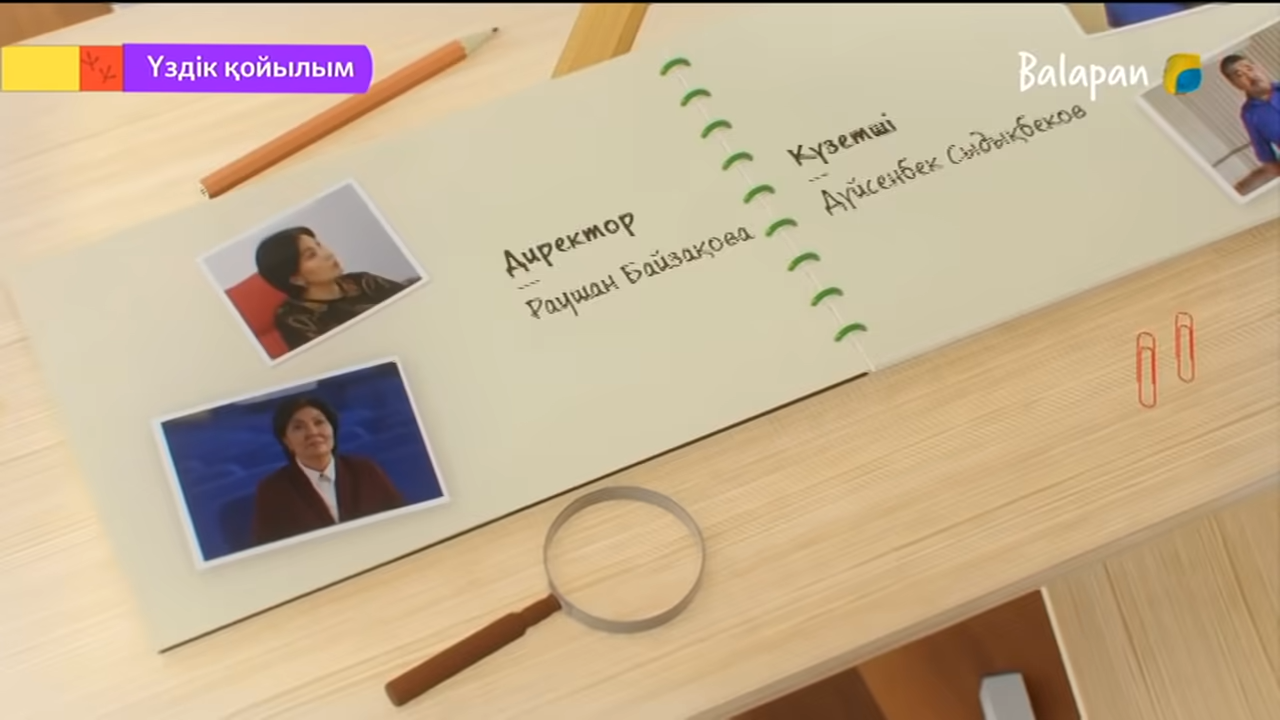 Үздік қойылым
Balapan
Директор
Раушан Байзақова
Күзетші
Дүйсенбек Сыдықбеков